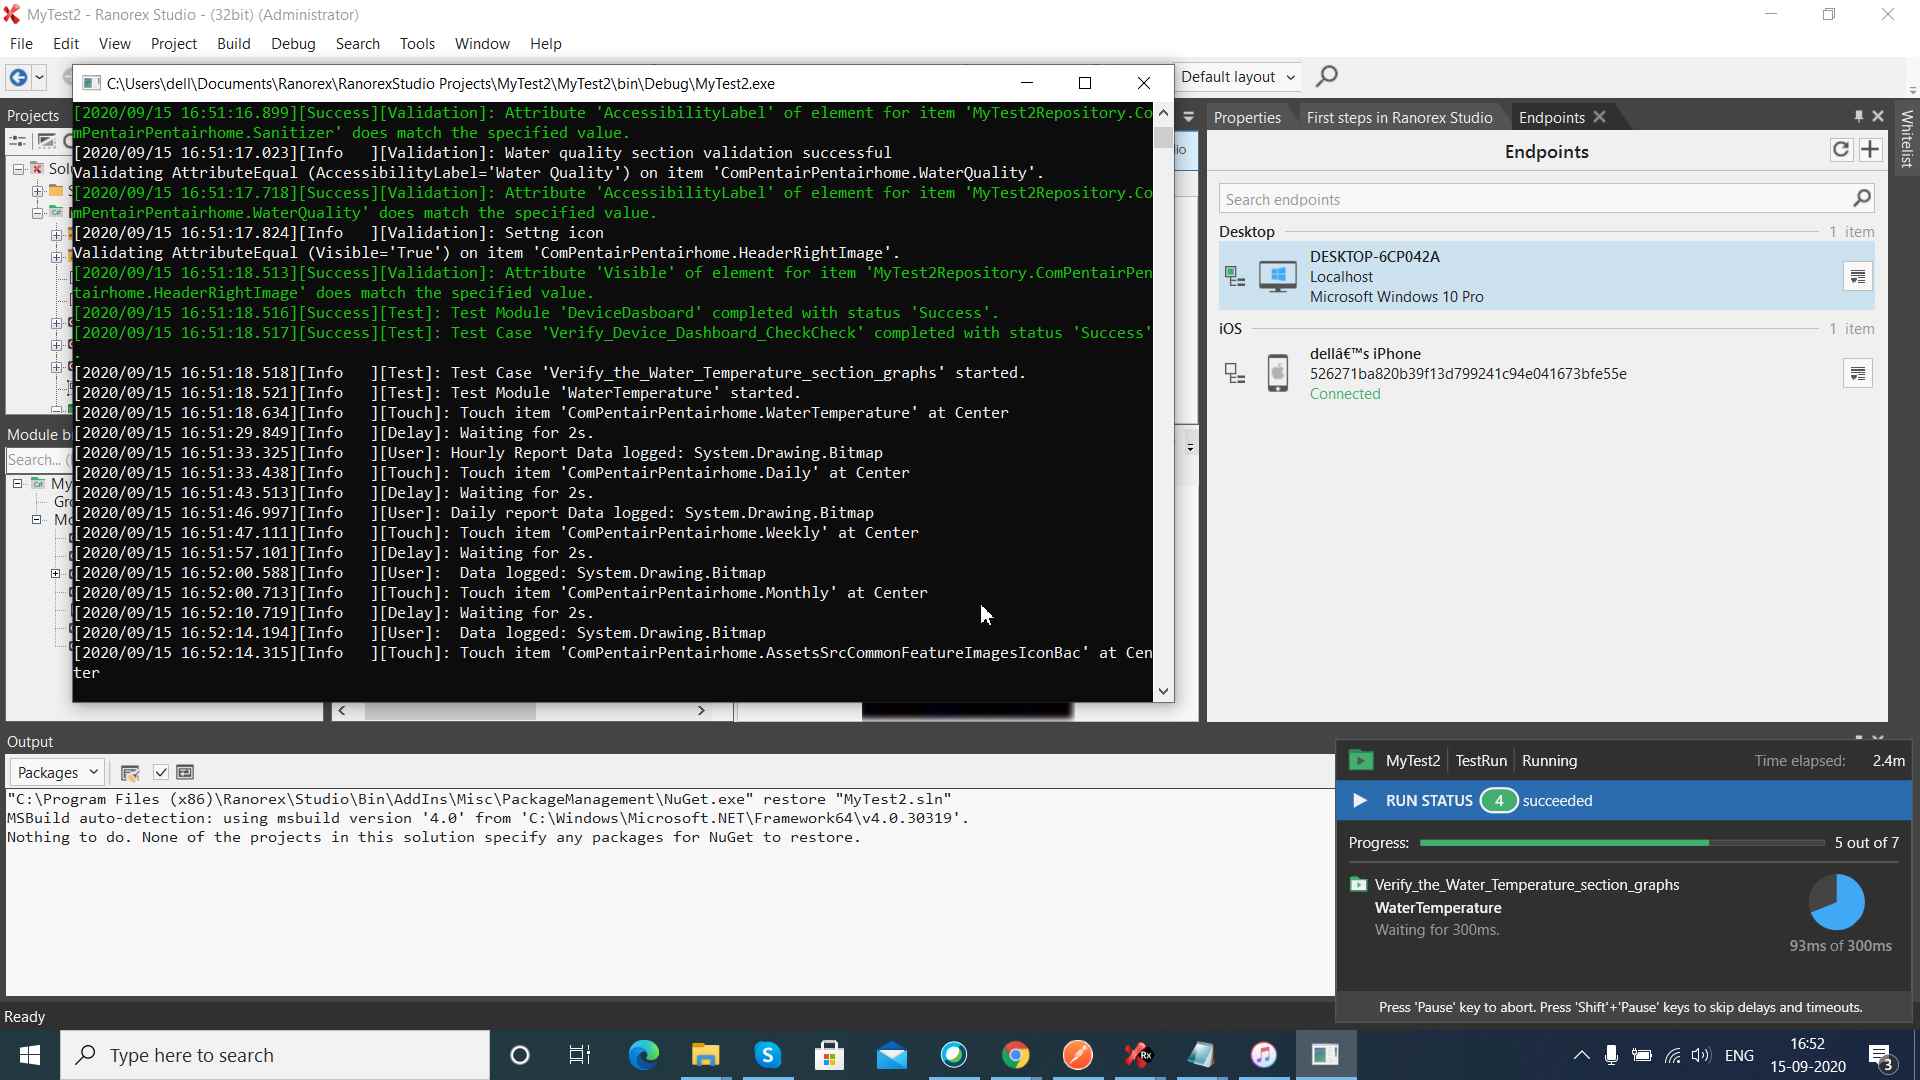 MyTest2 - Ranorex Studio - (32bit) (Administrator)
File Edit View Project Build Debug Search Tools Window Help
C:\Users\dell\Documents\Ranorex\RanorexStudio Projects\MyTest2\MyTest2\bin\Debug\MyTest2.exe
Default layout
Projects
Sol
Module b
Search... (
My
Gr
Mo
[2020/09/15 16:51:16.899][Success][Validation]: Attribute 'AccessibilityLabel' of element for item 'MyTest2Repository.Co
mPentairPentairhome.Sanitizer' does match the specified value.
[2020/09/15 16:51:17.023][Info   ][Validation]: Water quality section validation successful
Validating AttributeEqual (AccessibilityLabel='Water Quality') on item 'ComPentairPentairhome.WaterQuality'.
[2020/09/15 16:51:17.718][Success][Validation]: Attribute 'AccessibilityLabel' of element for item 'MyTest2Repository.Co
mPentairPentairhome.WaterQuality' does match the specified value.
[2020/09/15 16:51:17.824][Info   ][Validation]: Settng icon
Validating AttributeEqual (Visible='True') on item 'ComPentairPentairhome.HeaderRightImage'.
[2020/09/15 16:51:18.513][Success][Validation]: Attribute 'Visible' of element for item 'MyTest2Repository.ComPentairPen
tairhome.HeaderRightImage' does match the specified value.
[2020/09/15 16:51:18.516][Success][Test]: Test Module 'DeviceDasboard' completed with status 'Success'.
[2020/09/15 16:51:18.517][Success][Test]: Test Case 'Verify_Device_Dashboard_CheckCheck' completed with status 'Success'
.
[2020/09/15 16:51:18.518][Info   ][Test]: Test Case 'Verify_the_Water_Temperature_section_graphs' started.
[2020/09/15 16:51:18.521][Info   ][Test]: Test Module 'WaterTemperature' started.
[2020/09/15 16:51:18.634][Info   ][Touch]: Touch item 'ComPentairPentairhome.WaterTemperature' at Center
[2020/09/15 16:51:29.849][Info   ][Delay]: Waiting for 2s.
[2020/09/15 16:51:33.325][Info   ][User]: Hourly Report Data logged: System.Drawing.Bitmap
[2020/09/15 16:51:33.438][Info   ][Touch]: Touch item 'ComPentairPentairhome.Daily' at Center
[2020/09/15 16:51:43.513][Info   ][Delay]: Waiting for 2s.
[2020/09/15 16:51:46.997][Info   ][User]: Daily report Data logged: System.Drawing.Bitmap
[2020/09/15 16:51:47.111][Info   ][Touch]: Touch item 'ComPentairPentairhome.Weekly' at Center
[2020/09/15 16:51:57.101][Info   ][Delay]: Waiting for 2s.
[2020/09/15 16:52:00.588][Info   ][User]:  Data logged: System.Drawing.Bitmap
[2020/09/15 16:52:00.713][Info   ][Touch]: Touch item 'ComPentairPentairhome.Monthly' at Center
[2020/09/15 16:52:10.719][Info   ][Delay]: Waiting for 2s.
[2020/09/15 16:52:14.194][Info   ][User]:  Data logged: System.Drawing.Bitmap
[2020/09/15 16:52:14.315][Info   ][Touch]: Touch item 'ComPentairPentairhome.AssetsSrcCommonFeatureImagesIconBac' at Cen
ter
Properties First steps in Ranorex Studio Endpoints
Whitelist
Endpoints
Search endpoints
Desktop 1 item
DESKTOP-6CP042A
Localhost
Microsoft Windows 10 Pro
iOS 1 item
dellâ€™s iPhone
526271ba820b39f13d799241c94e041673bfe55e
Connected
Output
Packages
"C:\Program Files (x86)\Ranorex\Studio\Bin\AddIns\Misc\PackageManagement\NuGet.exe" restore "MyTest2.sln"
MSBuild auto-detection: using msbuild version '4.0' from 'C:\Windows\Microsoft.NET\Framework64\v4.0.30319'.
Nothing to do. None of the projects in this solution specify any packages for NuGet to restore.
MyTest2 TestRun Running Time elapsed: 2.4m
RUN STATUS 4 succeeded
Progress: 5 out of 7
Verify_the_Water_Temperature_section_graphs
WaterTemperature
Waiting for 300ms.
93ms of 300ms
Press 'Pause' key to abort. Press 'Shift'+'Pause' keys to skip delays and timeouts.
Ready
Type here to search
Rx
ENG
16:52
15-09-2020
3